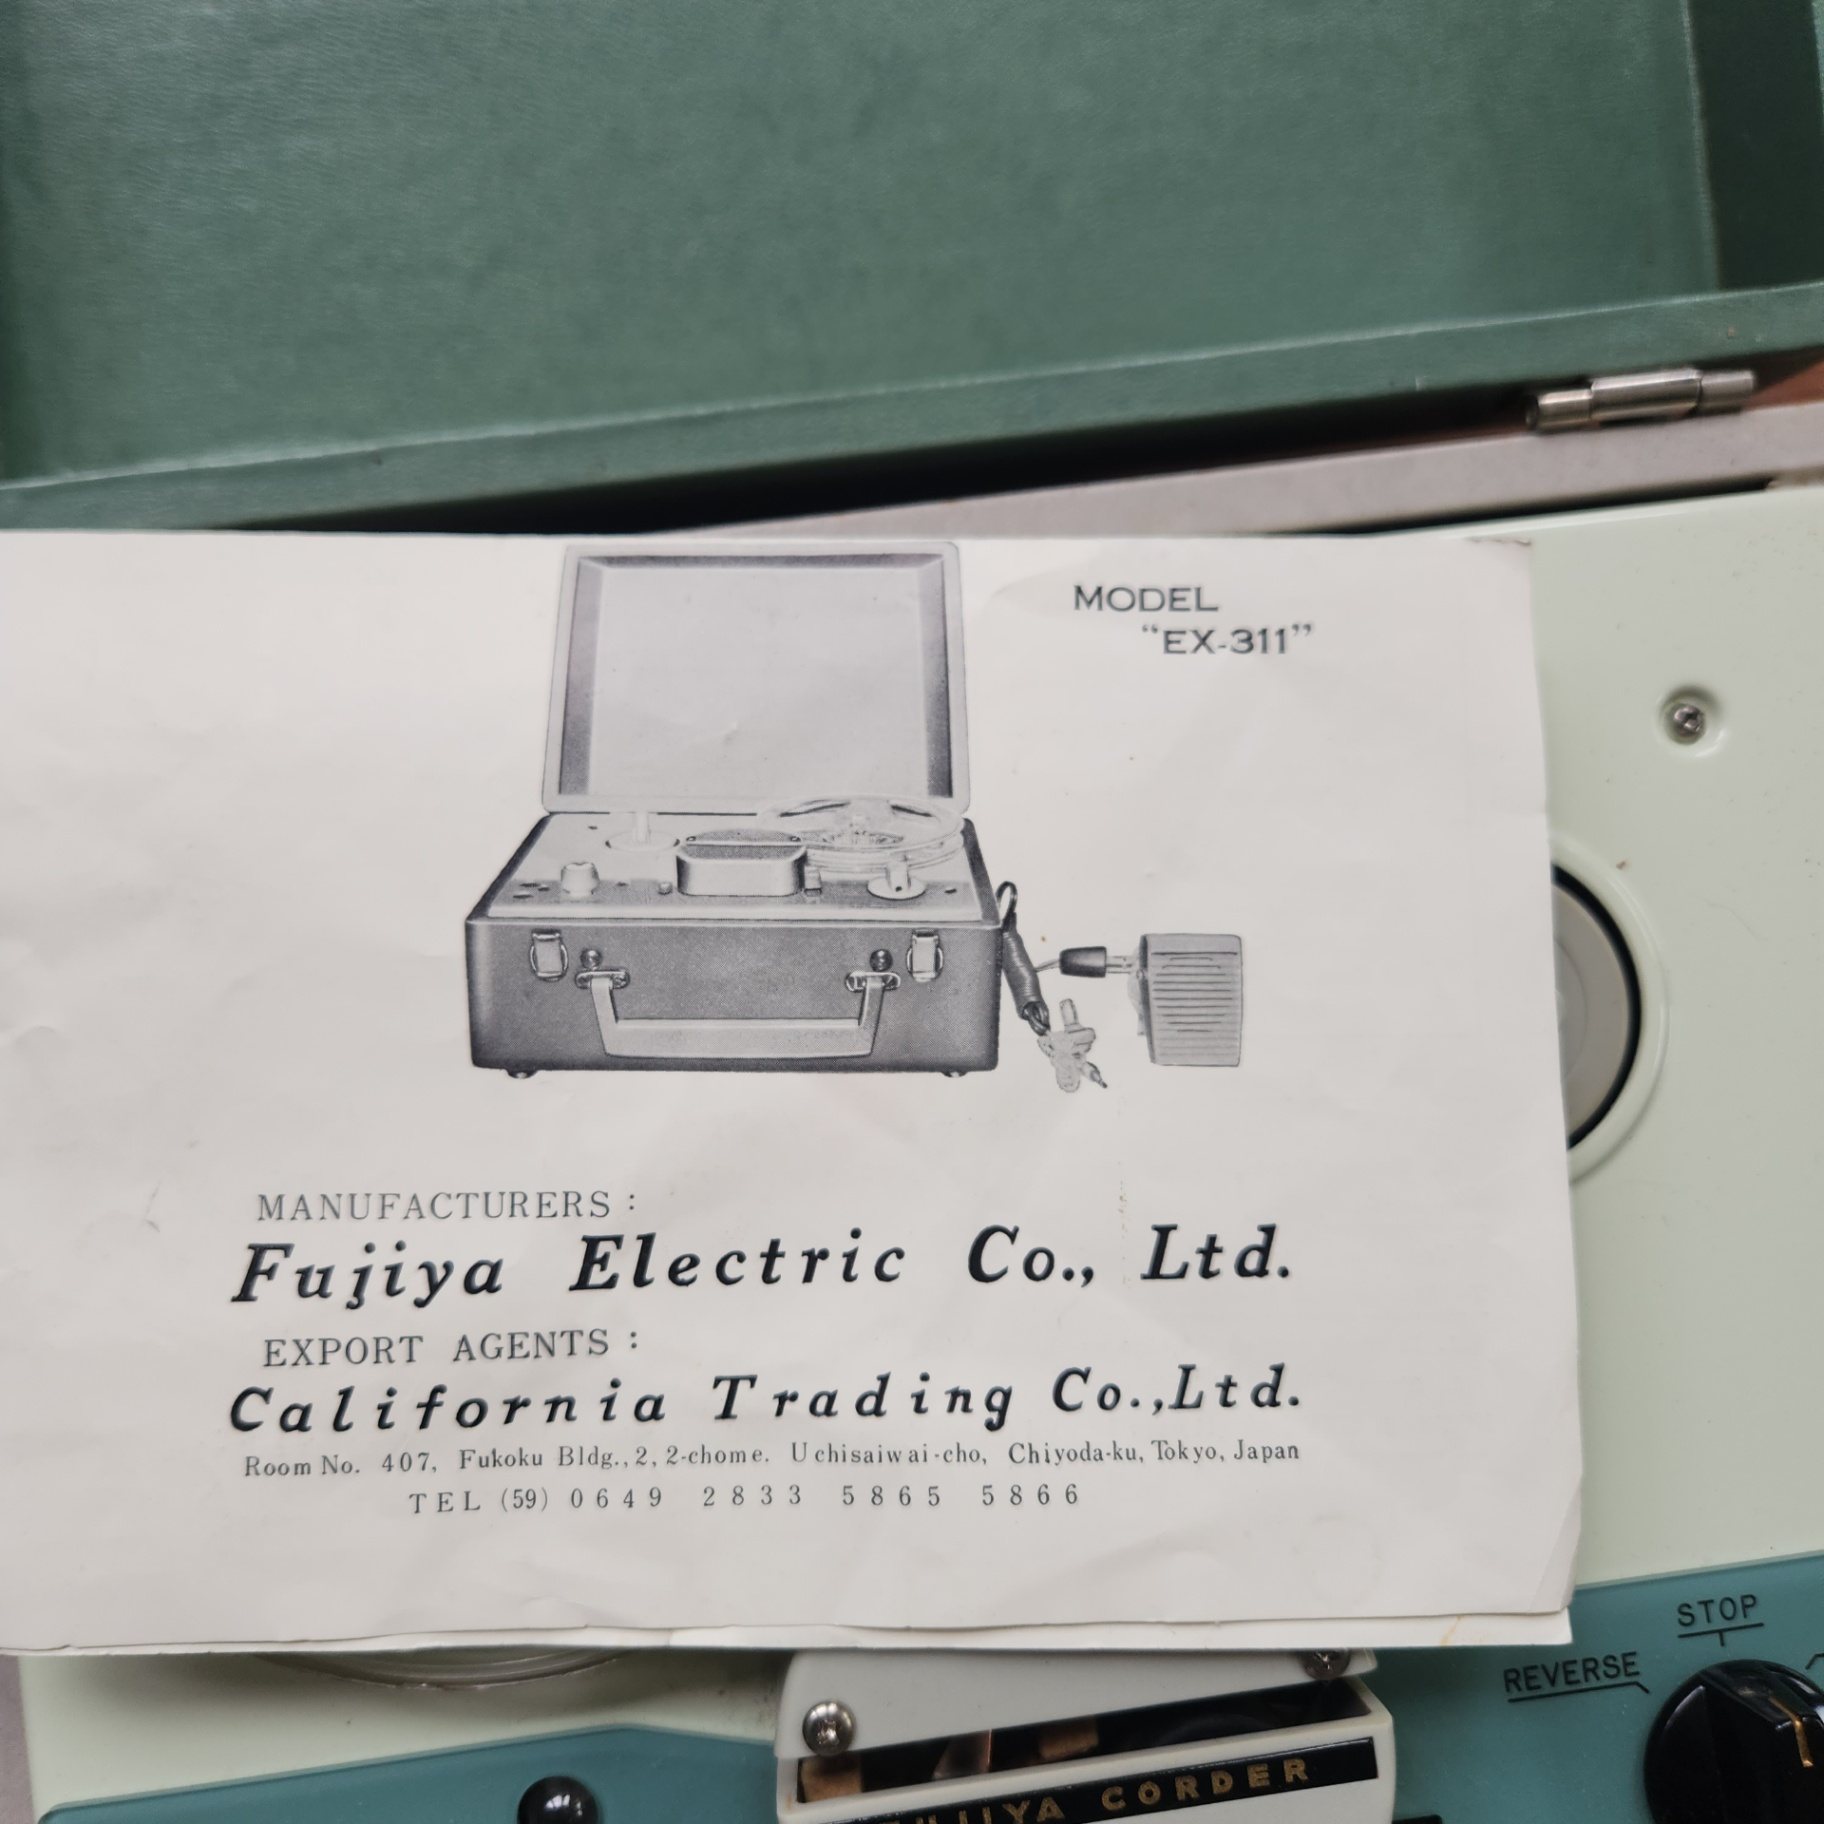 MODEL
“EX-311”
MANUFACTURERS :
Fujiya Electric Co., Ltd.
EXPORT AGENTS :
California Trading Co.,Ltd.
Room No. 407, Fukoku Bldg., 2, 2-chome. Uchisaiwai-cho, Chiyoda-ku, Tokyo, Japan
TEL (59) 0649 2833 5865 5866
STOP
REVERSE
FUJIYA CORDER